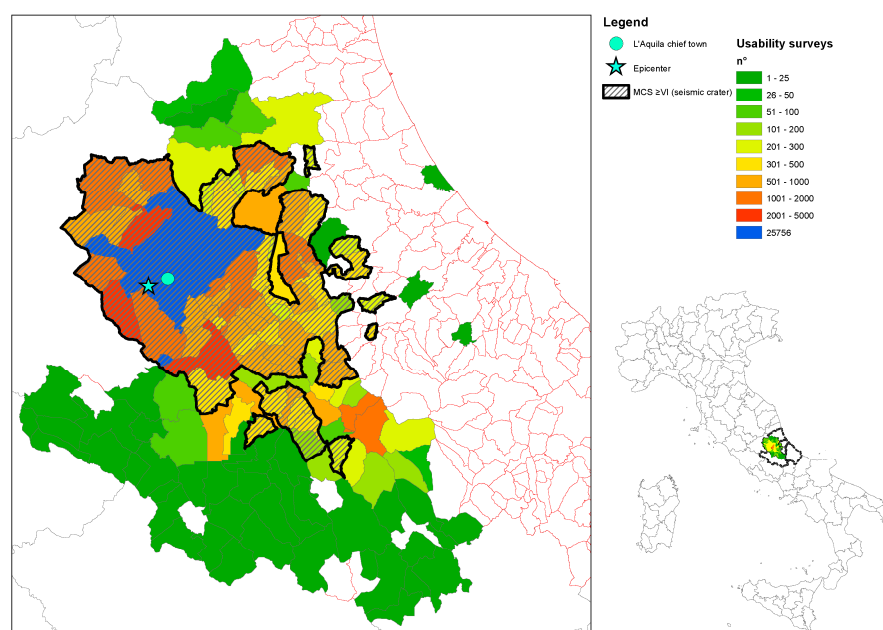 Legend
L'Aquila chief town
Epicenter
MCS ≥VI (seismic crater)
Usability surveys
n°
1 - 25
26 - 50
51 - 100
101 - 200
201 - 300
301 - 500
501 - 1000
1001 - 2000
2001 - 5000
25756